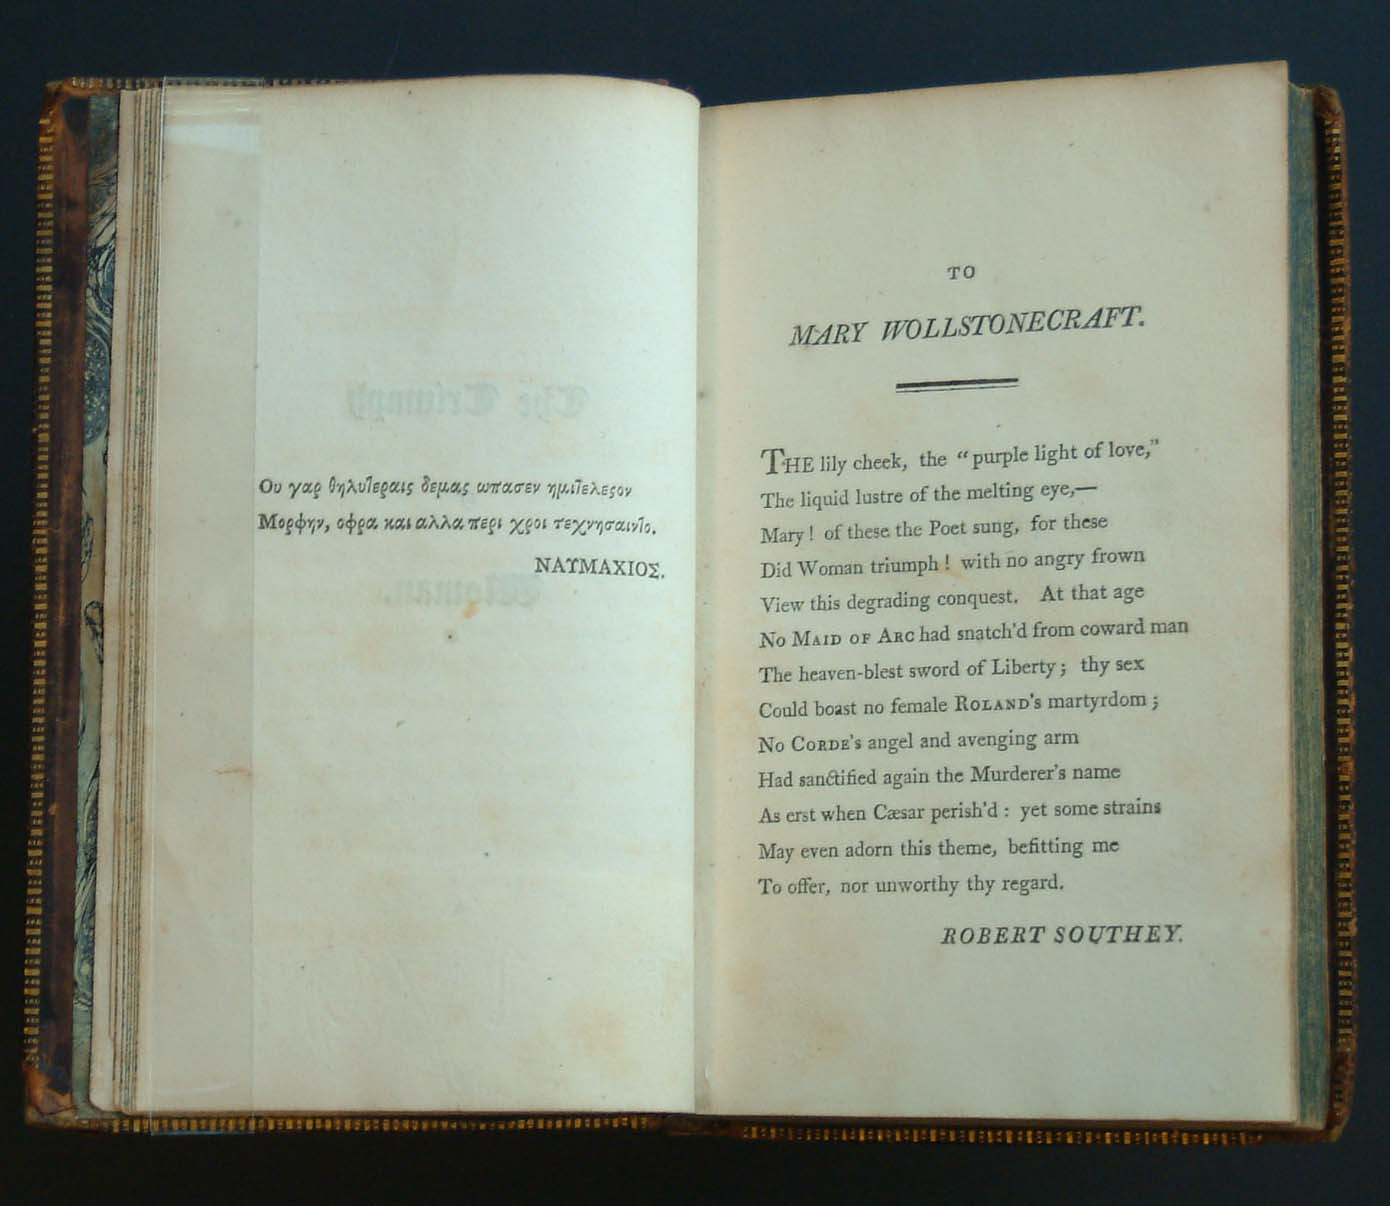 Ου γαρ θηλυϊεραις δεμας ωπασεν ημιϊελεϛον
Μορφην, οφρα και αλλα περι χροι τεχνησαινϊο.
ΝΑΥΜΑΧΙΟΣ.
TO
MARY WOLLSTONECRAFT.
THE lily cheek, the “purple light of love,”
The liquid lustre of the melting eye,—
Mary! of these the Poet sung, for these
Did Woman triumph! with no angry frown
View this degrading conquest. At that age
No MAID OF ARC had snatch'd from coward man
The heaven-blest sword of Liberty; thy sex
Could boast no female ROLAND'S martyrdom;
No CORDE'S angel and avenging arm
Had sanctified again the Murderer's name
As erst when Cæsar perish'd: yet some strains
May even adorn this theme, befitting me
To offer, nor unworthy thy regard.
ROBERT SOUTHEY.